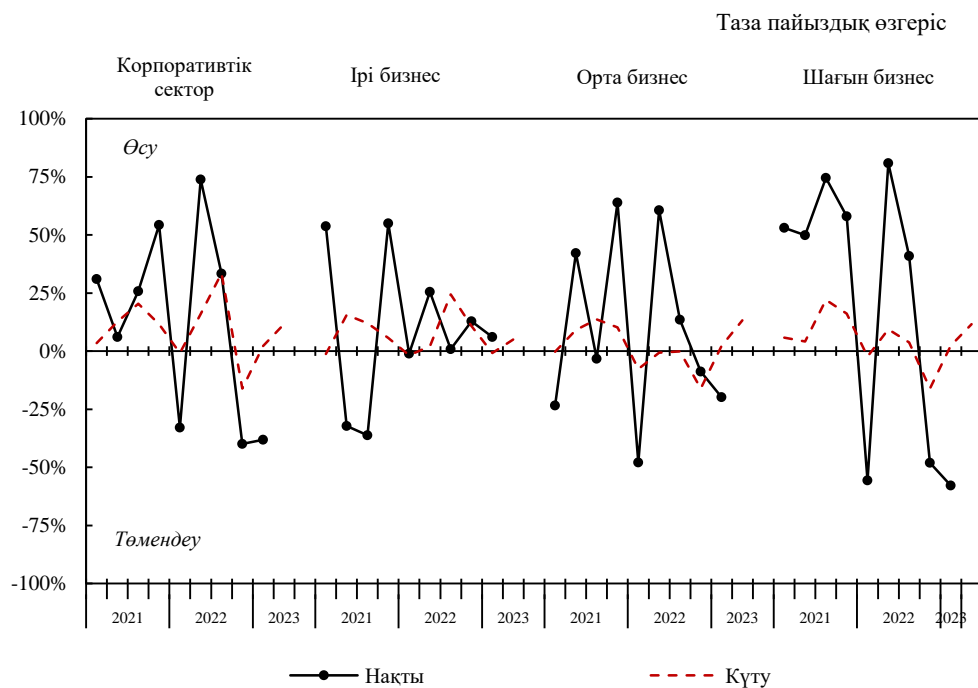 Таза пайыздық өзгеріс
Корпоративтік
сектор
Ірі бизнес
Орта бизнес
Шағын бизнес
100%
Өсу
75%
50%
25%
0%
-25%
-50%
-75%
Төмендеу
-100%
2021 2022 2023 2021 2022 2023 2021 2022 2023 2021 2022 2023
Нақты Күту